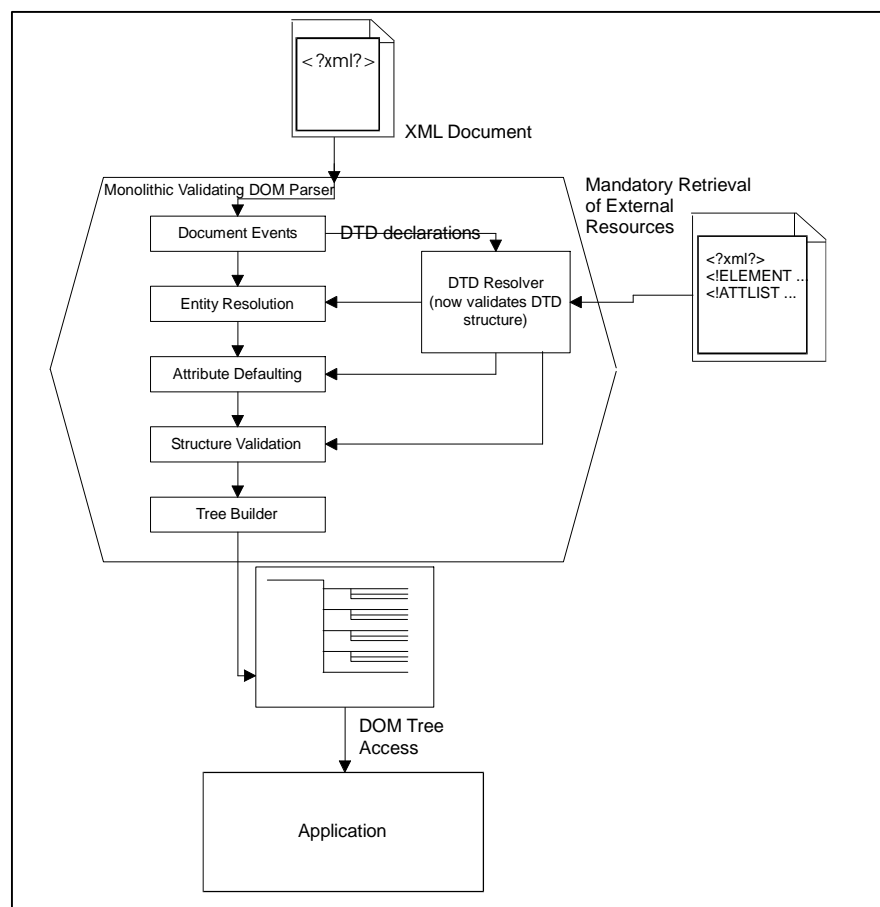 <?xml?>
XML Document
Monolithic Validating DOM Parser
Mandatory Retrieval
of External
Resources
Document Events
DTD declarations
<?xml?>
<!ELEMENT ...
<!ATTLIST ...
DTD Resolver
(now validates DTD
structure)
Entity Resolution
Attribute Defaulting
Structure Validation
Tree Builder
DOM Tree
Access
Application